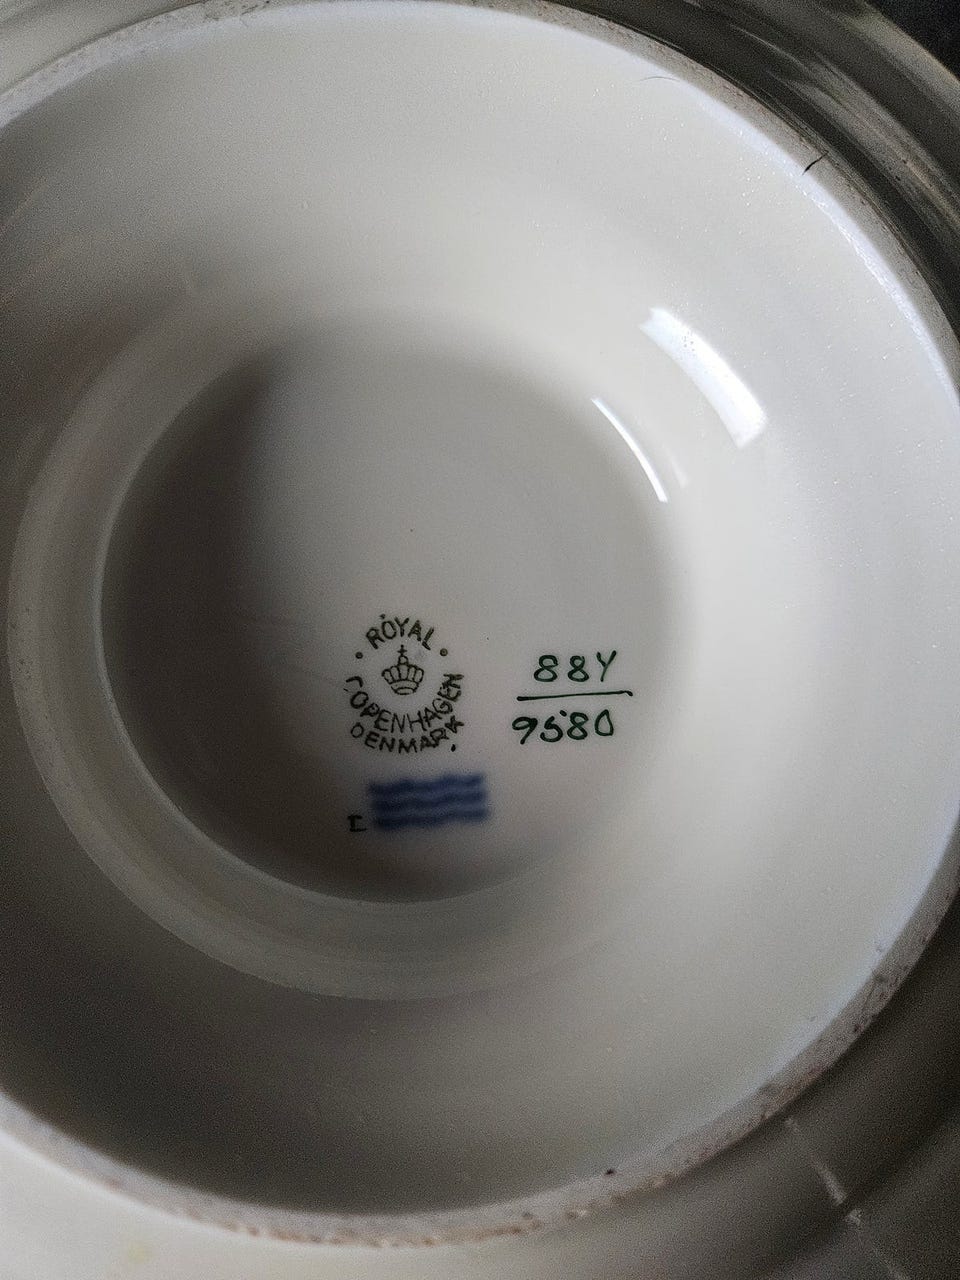 ROYAL
COPENHAGEN
DENMARK
88Y
9580
I